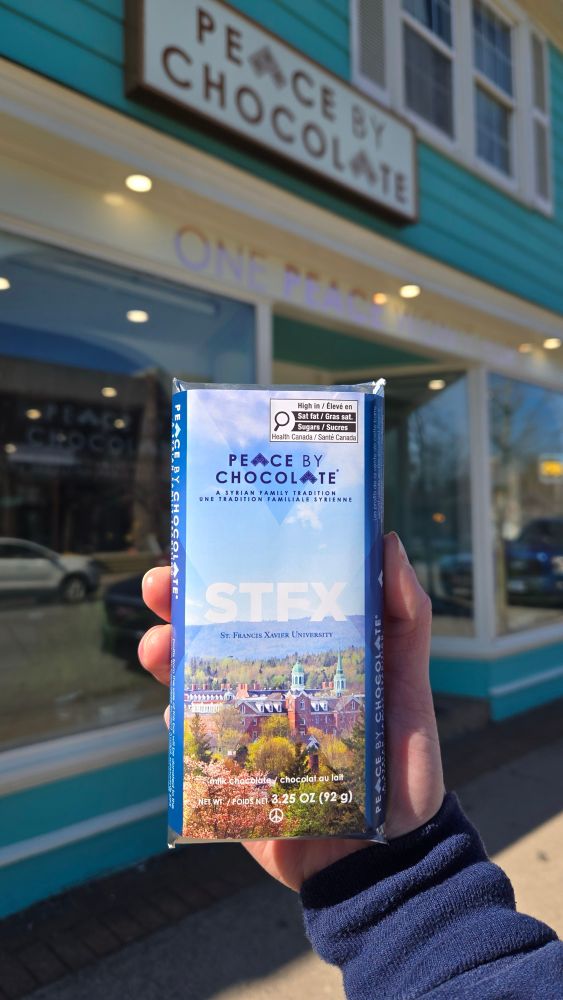 PEACE BY
CHOCOLATE
ONE PEACE
PEACE
CHOCOL
High in / Élevé en
Sat fat / Gras sat.
Sugars / Sucres
Health Canada / Santé Canada
PEACE BY
CHOCOLATE®
A SYRIAN FAMILY TRADITION
UNE TRADITION FAMILIALE SYRIENNE
STFX
ST. FRANCIS XAVIER UNIVERSITY
milk chocolate / chocolat au lait
NET WT. / POIDS NET 3.25 OZ (92 g)
PEACE BY CHOCOLATE®
PEACE BY CHOCOLATE®